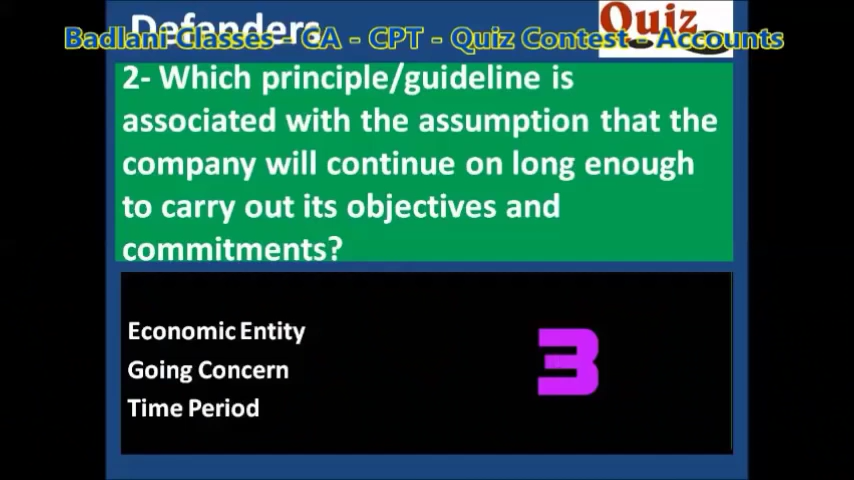 Defanders
Quiz
Badlani Classes - CA - CPT - Quiz Contest - Accounts
2- Which principle/guideline is
associated with the assumption that the
company will continue on long enough
to carry out its objectives and
commitments?
Economic Entity
Going Concern
Time Period
3